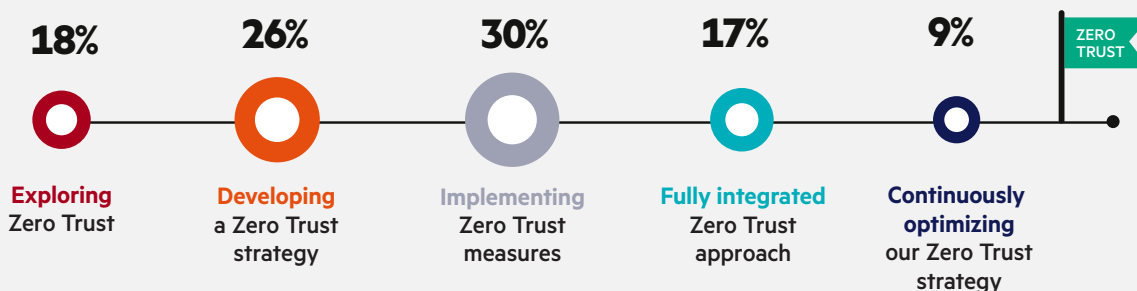 18%
26%
30%
17%
9%
ZERO
TRUST
Exploring
Zero Trust
Developing
a Zero Trust
strategy
Implementing
Zero Trust
measures
Fully integrated
Zero Trust
approach
Continuously
optimizing
our Zero Trust
strategy